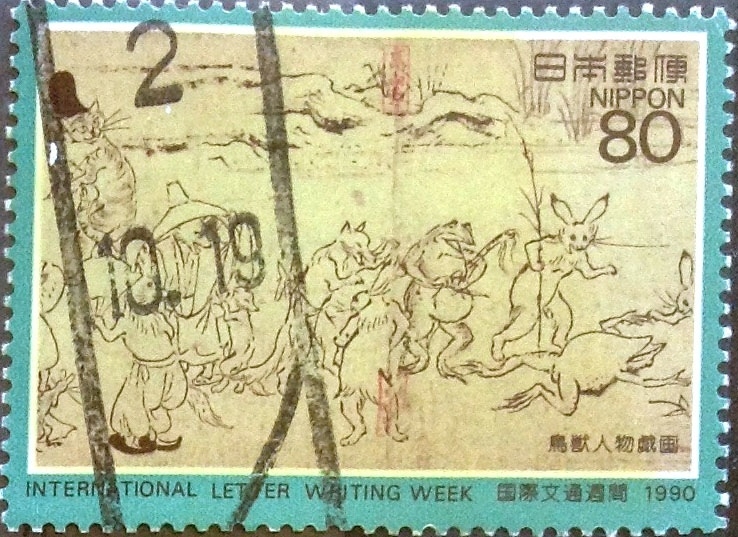 2
日本郵便
NIPPON
80
10.19
鳥獣人物戯画
INTERNATIONAL LETTER WRITING WEEK 国際文通週間 1990